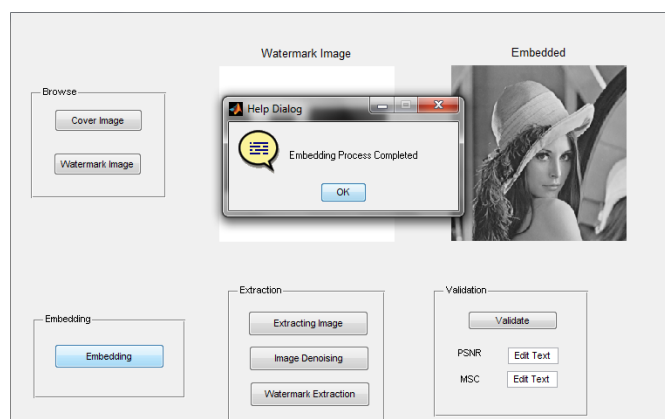 Watermark Image
Embedded
Browse
Cover Image
Watermark Image
Help Dialog
Embedding Process Completed
OK
Embedding
Embedding
Extraction
Extracting Image
Image Denoising
Watermark Extraction
Validation
Validate
PSNR
Edit Text
MSC
Edit Text